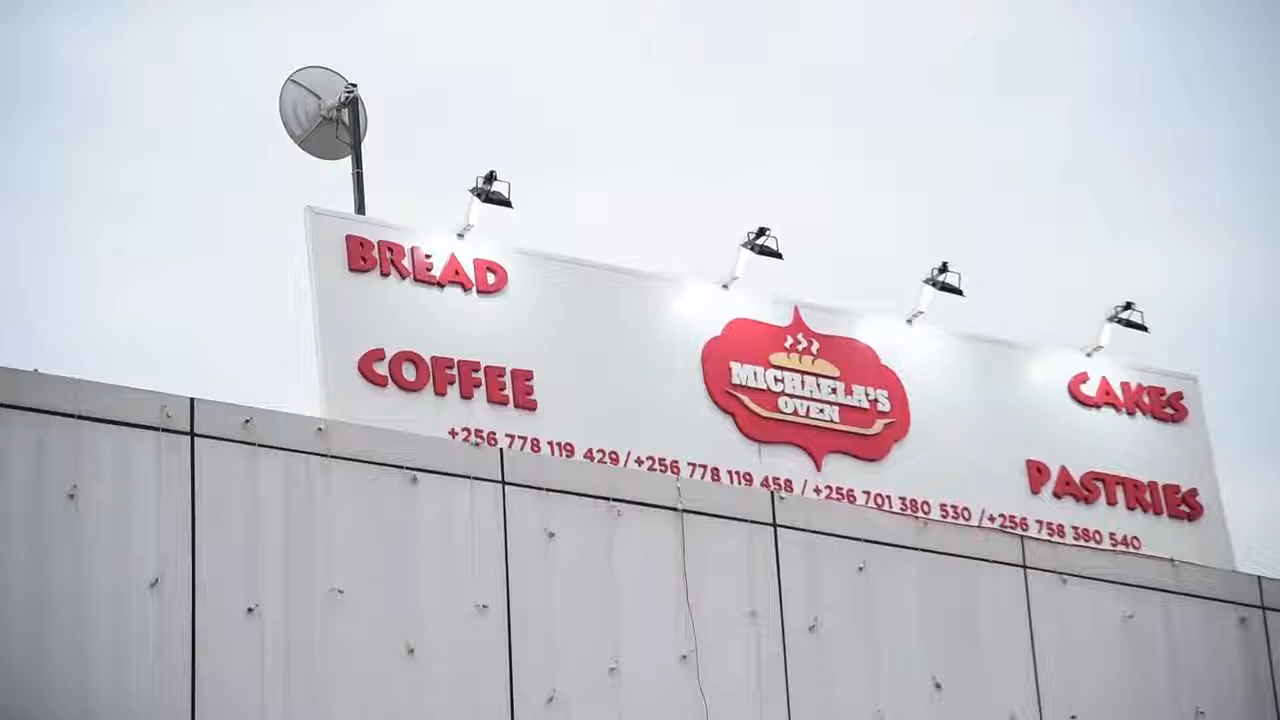 BREAD
COFFEE
MICHAELA'S
OVEN
CAKES
PASTRIES
+256 778 119 429 / +256 778 119 458 / +256 701 380 530 / +256 758 380 540